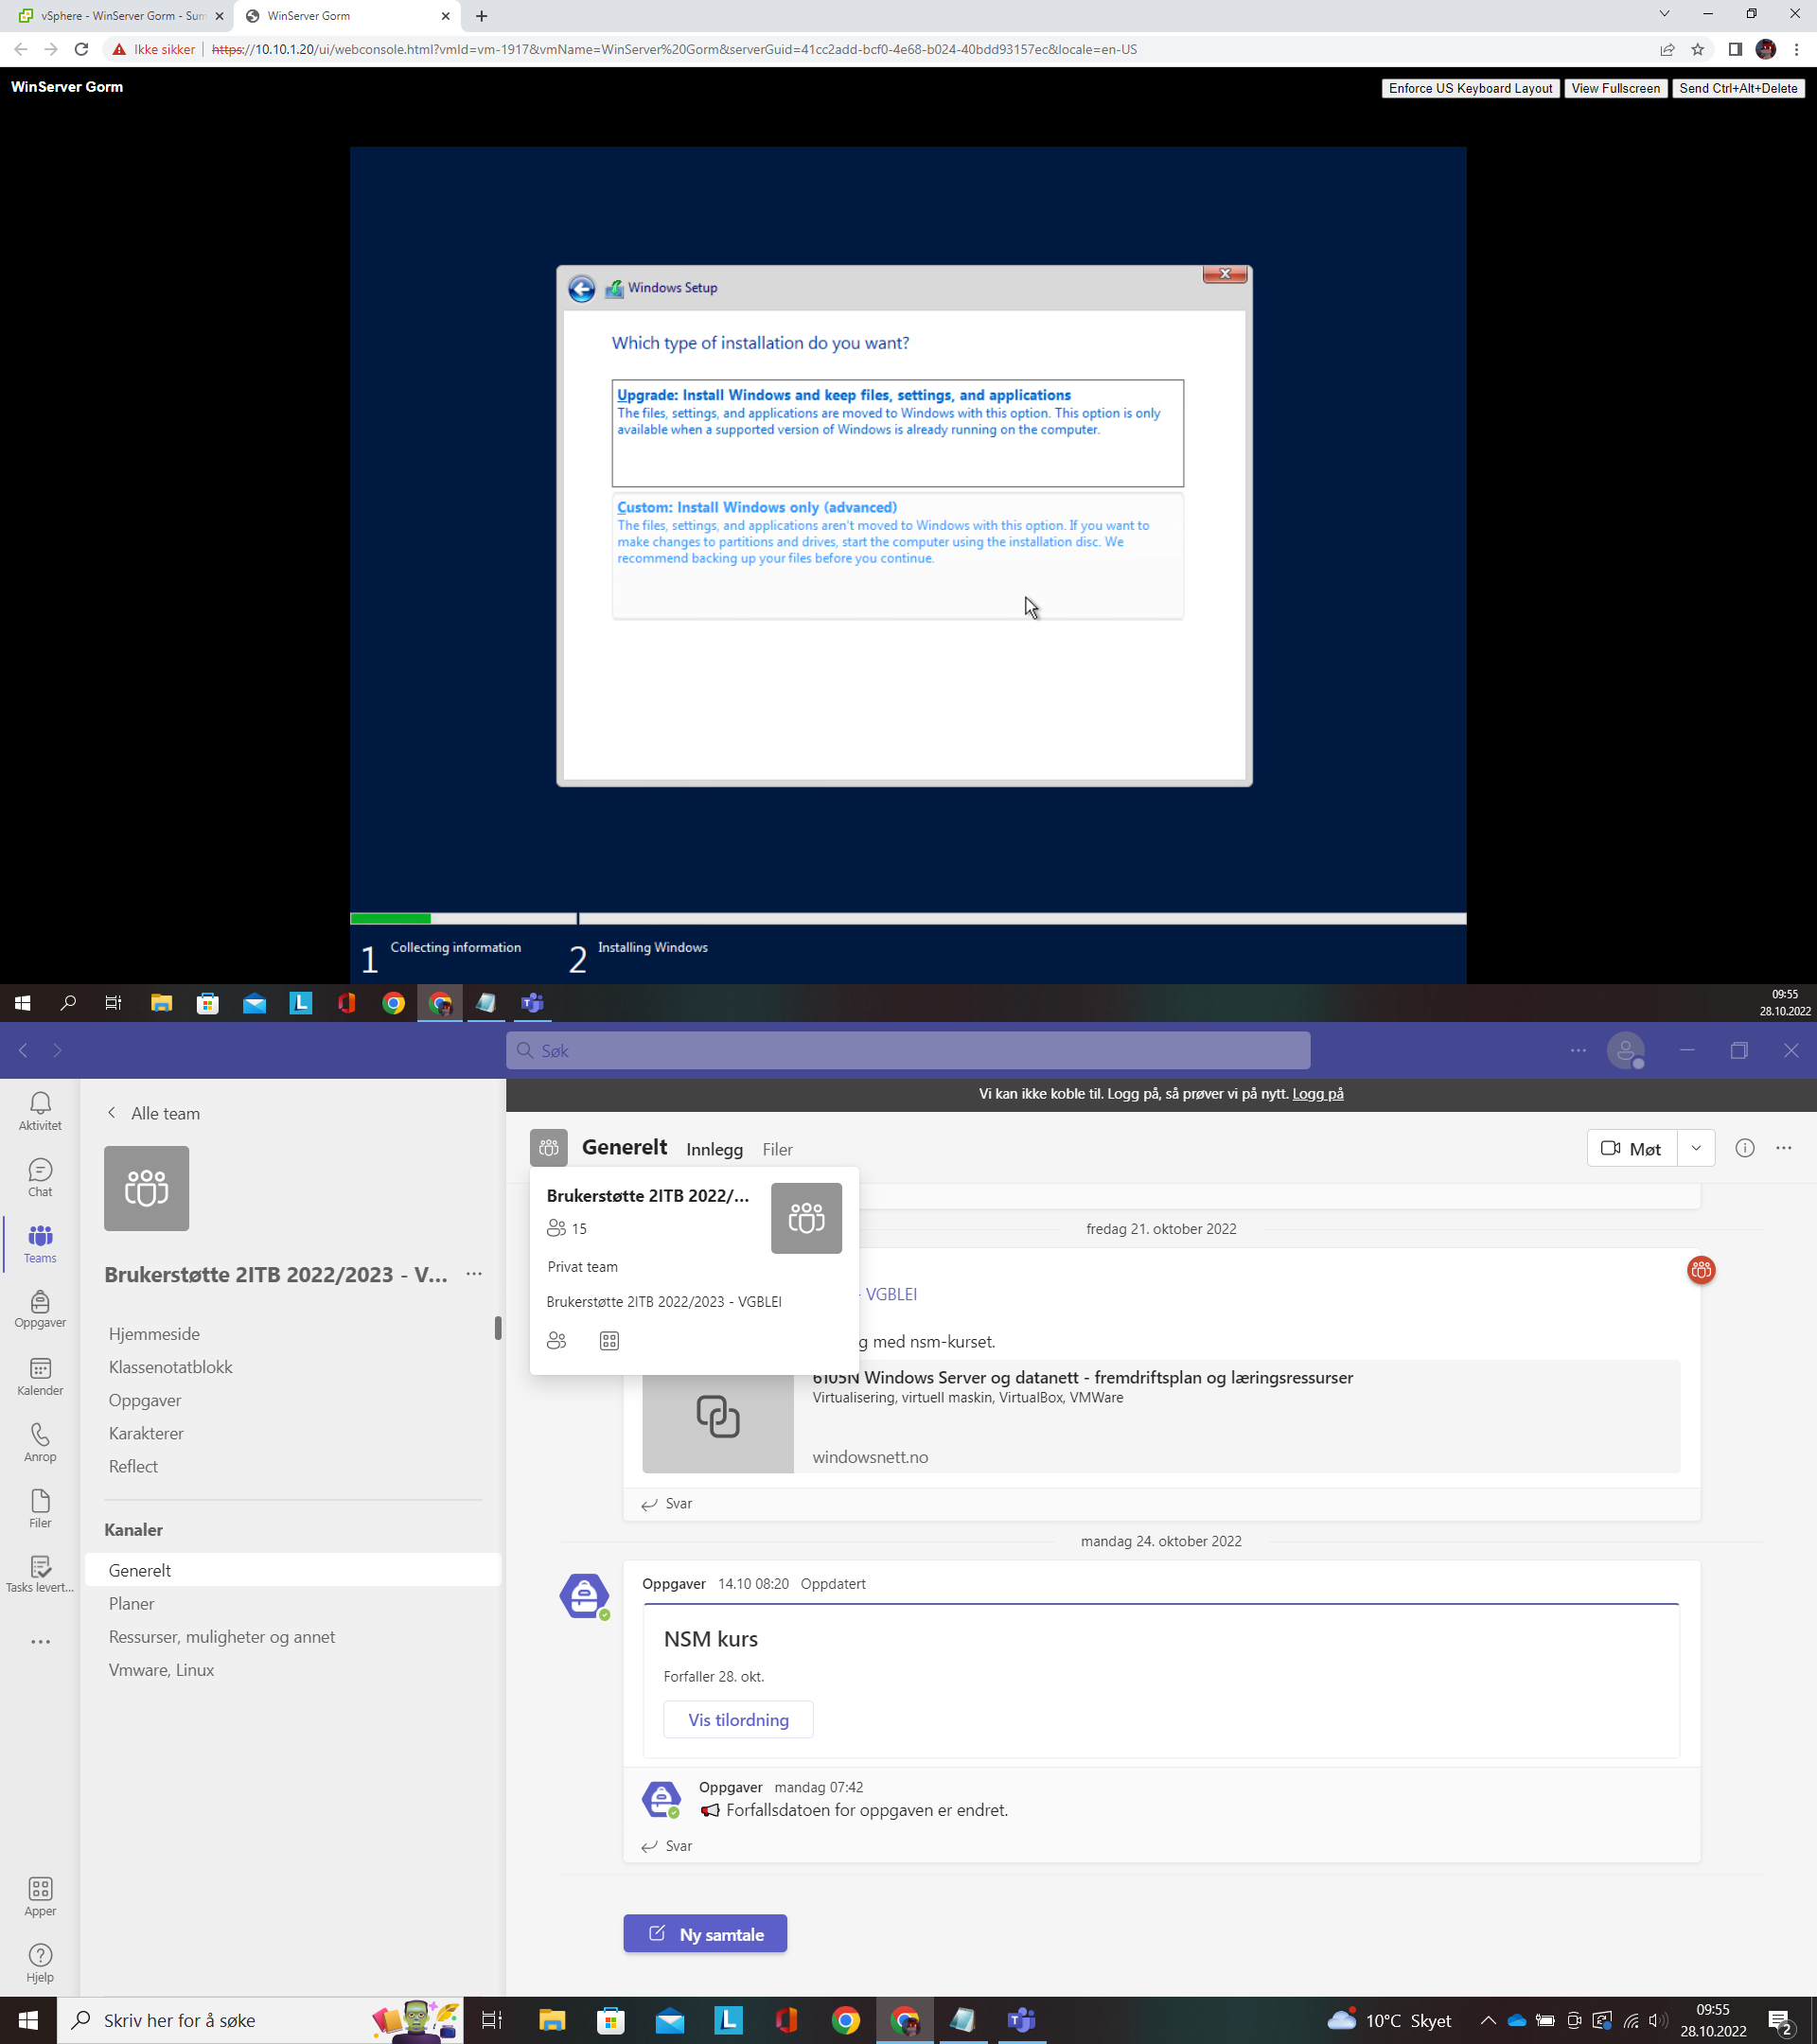 vSphere - WinServer Gorm - Sum
WinServer Gorm
Ikke sikker
https://10.10.1.20/ui/webconsole.html?vmId=vm-1917&vmName=WinServer%20Gorm&serverGuid=41cc2add-bcf0-4e68-b024-40bdd93157ec&locale=en-US
WinServer Gorm
Enforce US Keyboard Layout
View Fullscreen
Send Ctrl+Alt+Delete
Windows Setup
Which type of installation do you want?
Upgrade: Install Windows and keep files, settings, and applications
The files, settings, and applications are moved to Windows with this option. This option is only
available when a supported version of Windows is already running on the computer.
Custom: Install Windows only (advanced)
The files, settings, and applications aren't moved to Windows with this option. If you want to
make changes to partitions and drives, start the computer using the installation disc. We
recommend backing up your files before you continue.
1 Collecting information
2 Installing Windows
L
09:55
28.10.2022
Søk
Vi kan ikke koble til. Logg på, så prøver vi på nytt. Logg på
Aktivitet
Chat
Teams
Oppgaver
Kalender
Anrop
Filer
Tasks levert...
Apper
Hjelp
Alle team
Brukerstøtte 2ITB 2022/2023 - V...
Hjemmeside
Klassenotatblokk
Oppgaver
Karakterer
Reflect
Kanaler
Generelt
Planer
Ressurser, muligheter og annet
Vmware, Linux
Generelt
Innlegg
Filer
Møt
Brukerstøtte 2ITB 2022/...
15
Privat team
Brukerstøtte 2ITB 2022/2023 - VGBLEI
fredag 21. oktober 2022
- VGBLEI
g med nsm-kurset.
6105N Windows Server og datanett - fremdriftsplan og læringsressurser
Virtualisering, virtuell maskin, VirtualBox, VMWare
windowsnett.no
Svar
mandag 24. oktober 2022
Oppgaver 14.10 08:20 Oppdatert
NSM kurs
Forfaller 28. okt.
Vis tilordning
Oppgaver mandag 07:42
Forfallsdatoen for oppgaven er endret.
Svar
Ny samtale
Skriv her for å søke
L
10°C Skyet
09:55
28.10.2022
2